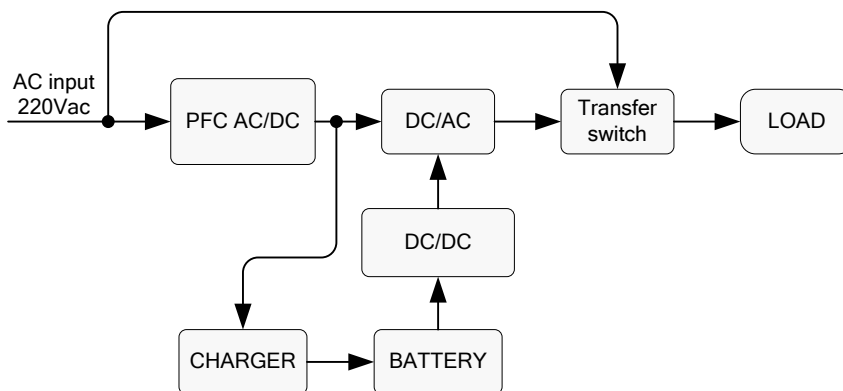 AC input
220Vac
PFC AC/DC
DC/AC
Transfer
switch
LOAD
DC/DC
CHARGER
BATTERY